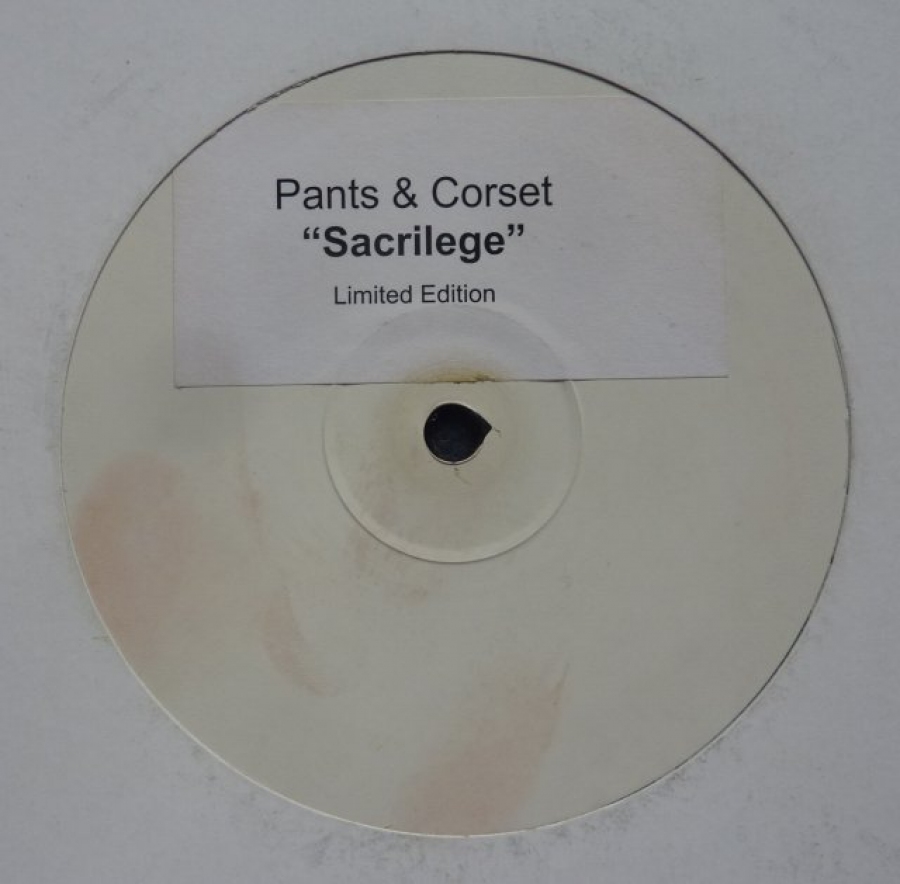 Pants & Corset
“Sacrilege”
Limited Edition